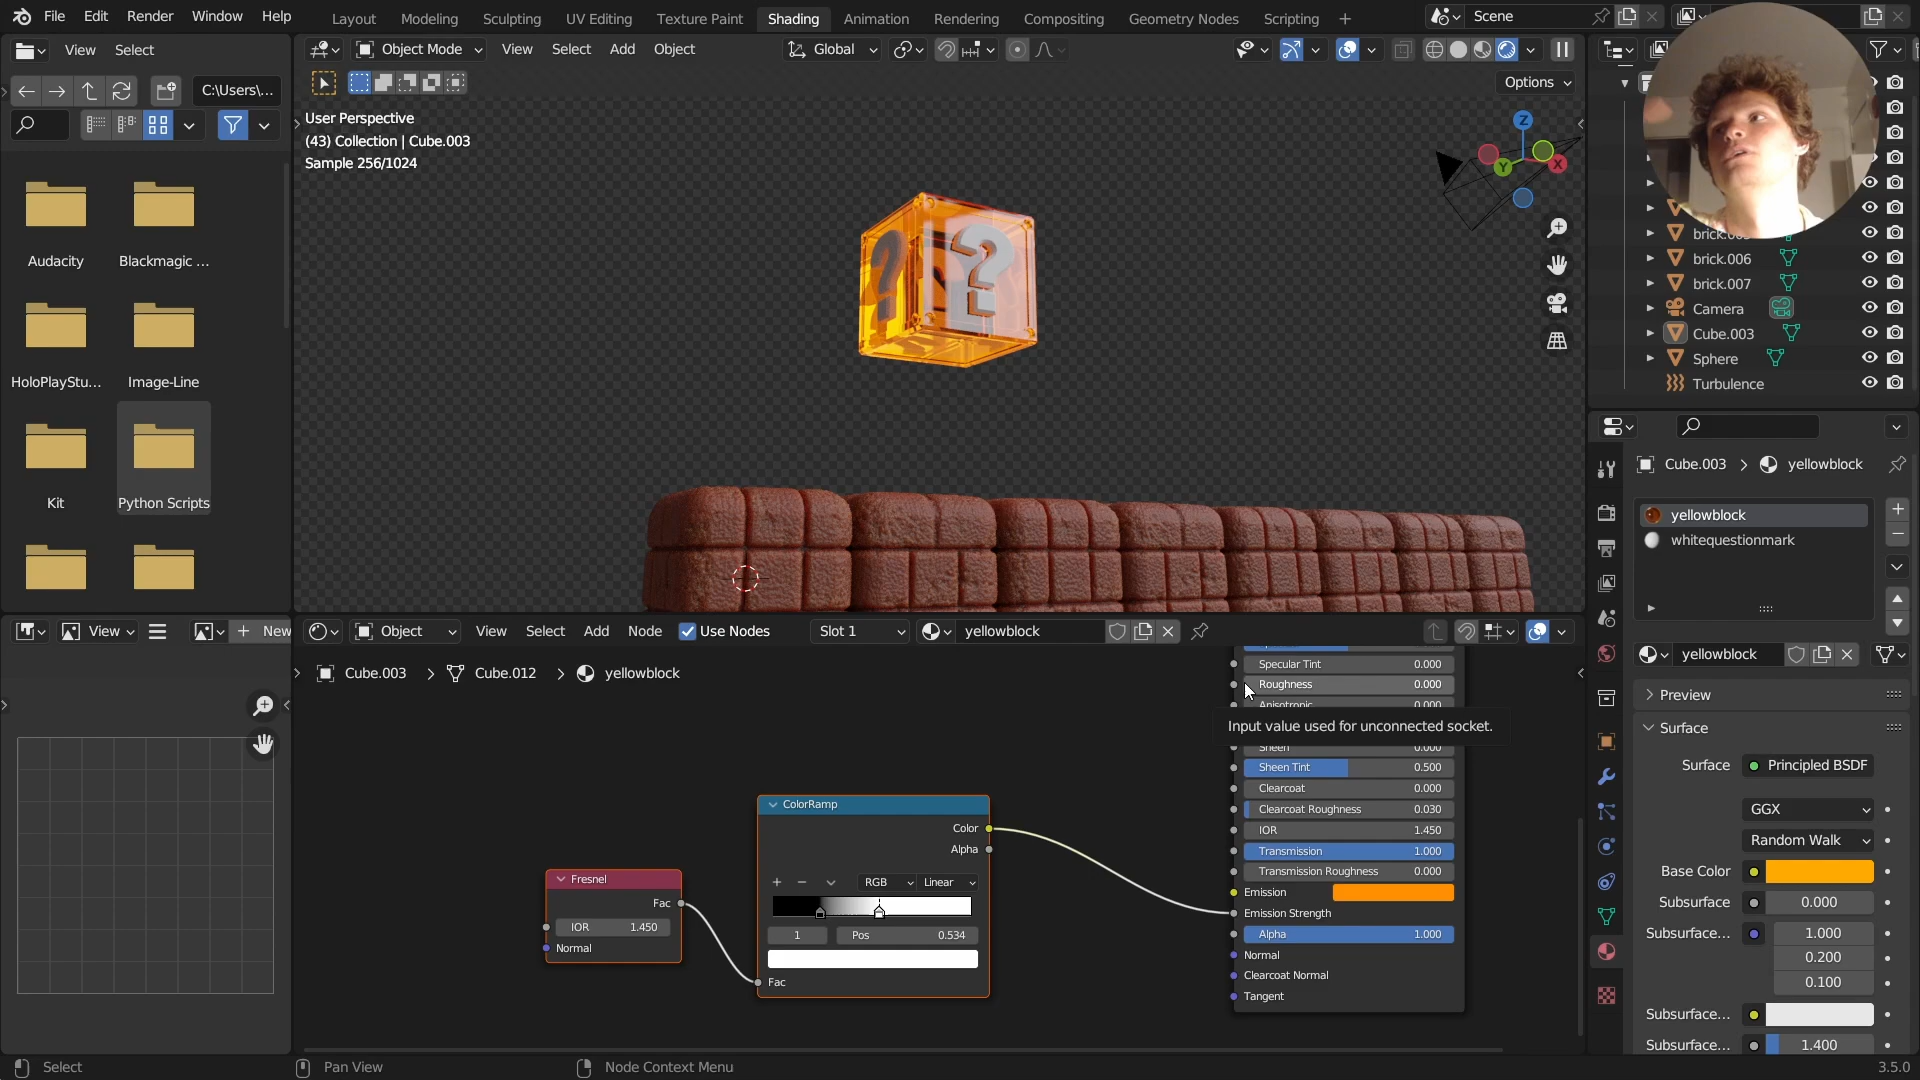 File Edit Render Window Help
Layout Modeling Sculpting UV Editing Texture Paint Shading Animation Rendering Compositing Geometry Nodes Scripting +
Scene
View Select
Object Mode View Select Add Object
Global
C:\Users\...
Options
User Perspective
(43) Collection | Cube.003
Sample 256/1024
Z
Y
X
?
?
Audacity
Blackmagic ...
HoloPlayStu...
Image-Line
Kit
Python Scripts
brick.006
brick.007
Camera
Cube.003
Sphere
Turbulence
Cube.003 > yellowblock
yellowblock
whitequestionmark
yellowblock
Preview
Surface
Surface Principled BSDF
GGX
Random Walk
Base Color
Subsurface 0.000
Subsurface... 1.000
0.200
0.100
Subsurface...
Subsurface... 1.400
View
+ New
Object View Select Add Node Use Nodes Slot 1 yellowblock
Cube.003 > Cube.012 > yellowblock
Specular Tint 0.000
Roughness 0.000
Anisotropic 0.000
Input value used for unconnected socket.
Sheen 0.000
Sheen Tint 0.500
Clearcoat 0.000
Clearcoat Roughness 0.030
IOR 1.450
Transmission 1.000
Transmission Roughness 0.000
Emission
Emission Strength
Alpha 1.000
Normal
Clearcoat Normal
Tangent
ColorRamp
Color
Alpha
+ − RGB Linear
1 Pos 0.534
Fac
Fresnel
Fac
IOR 1.450
Normal
Select
Pan View
Node Context Menu
3.5.0